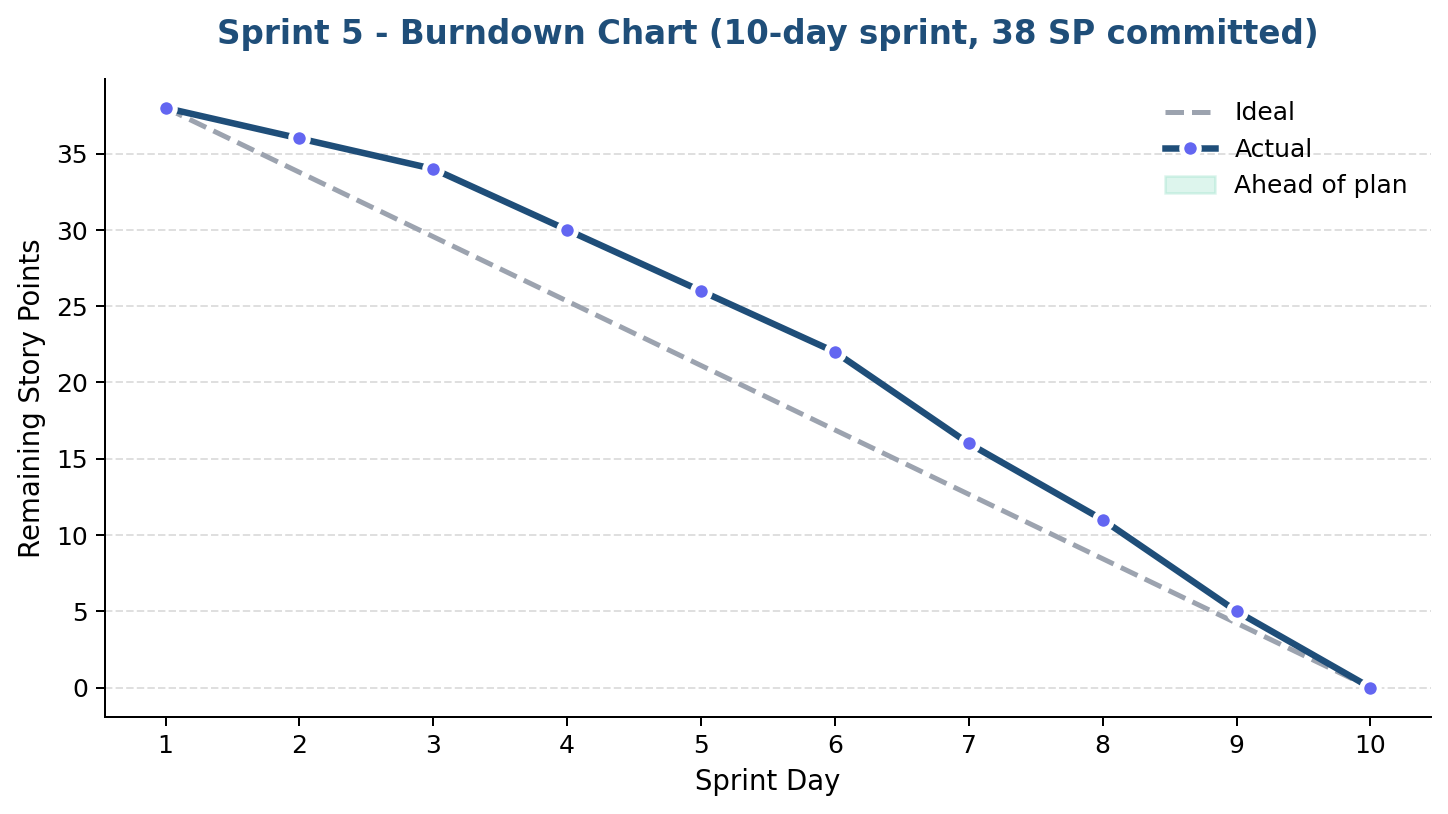 Sprint 5 - Burndown Chart (10-day sprint, 38 SP committed)
Ideal
Actual
Ahead of plan
Remaining Story Points
35
30
25
20
15
10
5
0
1 2 3 4 5 6 7 8 9 10
Sprint Day